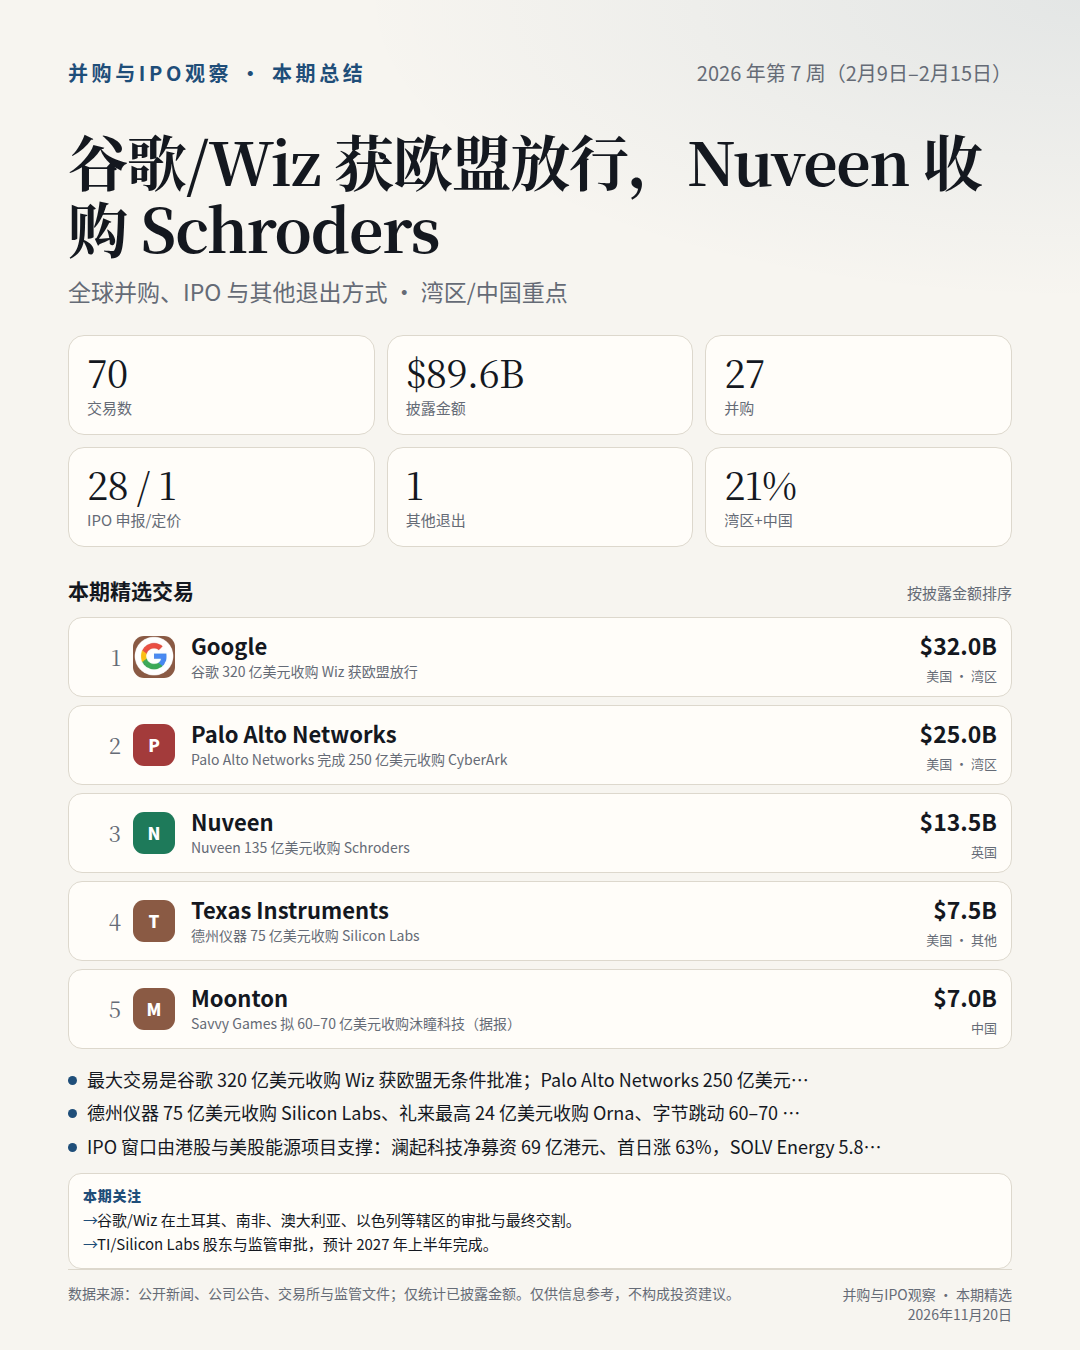 并购与IPO观察 · 本期总结
2026 年第 7 周（2月9日–2月15日）
谷歌/Wiz 获欧盟放行，Nuveen 收
购 Schroders
全球并购、IPO 与其他退出方式 · 湾区/中国重点
70
交易数
$89.6B
披露金额
27
并购
28 / 1
IPO 申报/定价
1
其他退出
21%
湾区+中国
本期精选交易
按披露金额排序
1
Google
谷歌 320 亿美元收购 Wiz 获欧盟放行
$32.0B
美国 · 湾区
2
P
Palo Alto Networks
Palo Alto Networks 完成 250 亿美元收购 CyberArk
$25.0B
美国 · 湾区
3
N
Nuveen
Nuveen 135 亿美元收购 Schroders
$13.5B
英国
4
T
Texas Instruments
德州仪器 75 亿美元收购 Silicon Labs
$7.5B
美国 · 其他
5
M
Moonton
Savvy Games 拟 60–70 亿美元收购沐瞳科技（据报）
$7.0B
中国
最大交易是谷歌 320 亿美元收购 Wiz 获欧盟无条件批准；Palo Alto Networks 250 亿美元…
德州仪器 75 亿美元收购 Silicon Labs、礼来最高 24 亿美元收购 Orna、字节跳动 60–70 …
IPO 窗口由港股与美股能源项目支撑：澜起科技净募资 69 亿港元、首日涨 63%，SOLV Energy 5.8…
本期关注
→谷歌/Wiz 在土耳其、南非、澳大利亚、以色列等辖区的审批与最终交割。
→TI/Silicon Labs 股东与监管审批，预计 2027 年上半年完成。
数据来源：公开新闻、公司公告、交易所与监管文件；仅统计已披露金额。仅供信息参考，不构成投资建议。
并购与IPO观察 · 本期精选
2026年11月20日